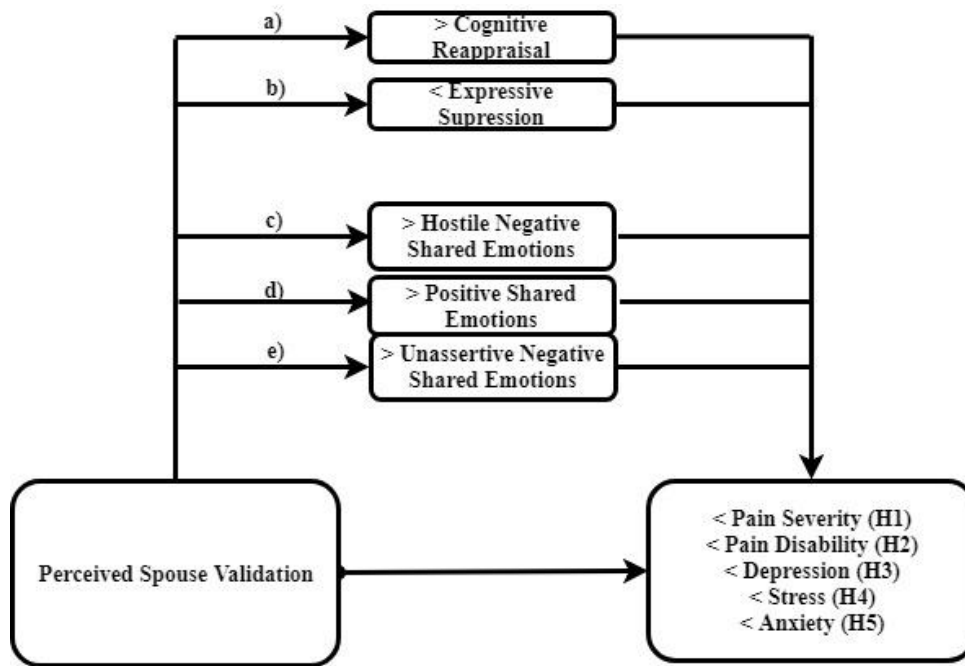 a)
> Cognitive
Reappraisal
b)
< Expressive
Supression
c)
> Hostile Negative
Shared Emotions
d)
> Positive Shared
Emotions
e)
> Unassertive Negative
Shared Emotions
Perceived Spouse Validation
< Pain Severity (H1)
< Pain Disability (H2)
< Depression (H3)
< Stress (H4)
< Anxiety (H5)